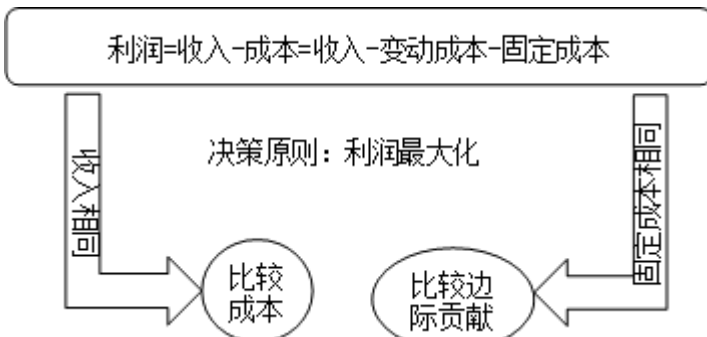 利润=收入-成本=收入-变动成本-固定成本
决策原则：利润最大化
收入相同
固定成本相同
比较
成本
比较边
际贡献